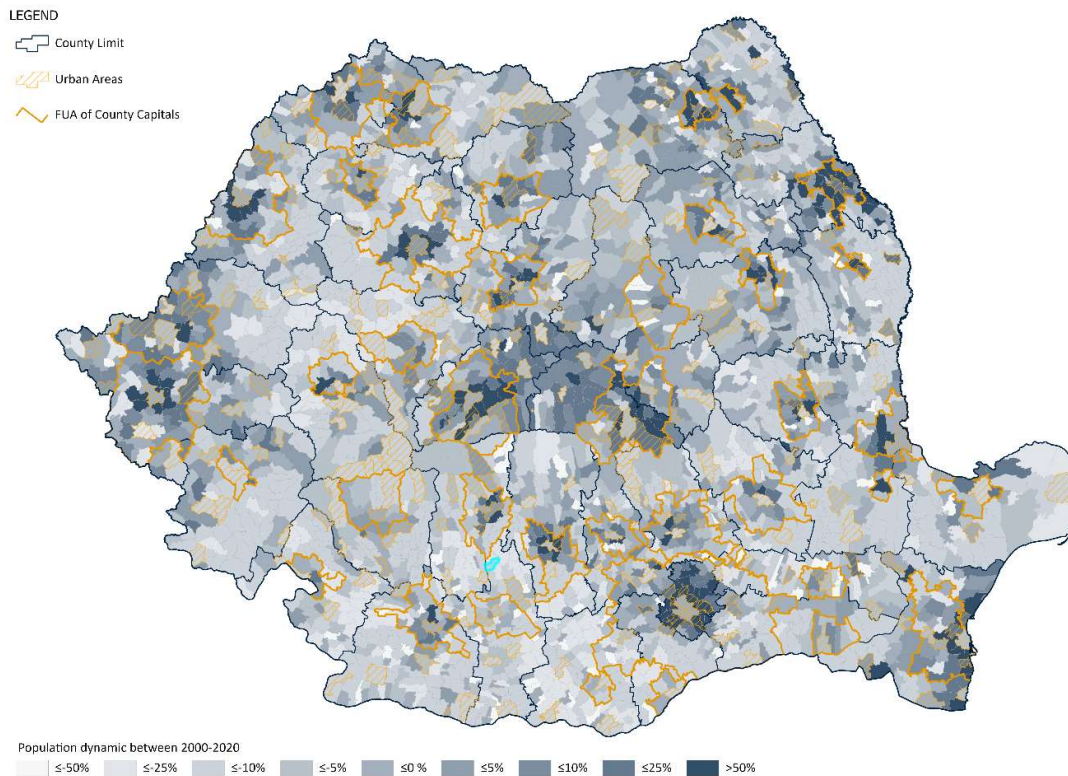 LEGEND
County Limit
Urban Areas
FUA of County Capitals
Population dynamic between 2000-2020
≤-50% ≤-25% ≤-10% ≤-5% ≤0 % ≤5% ≤10% ≤25% >50%